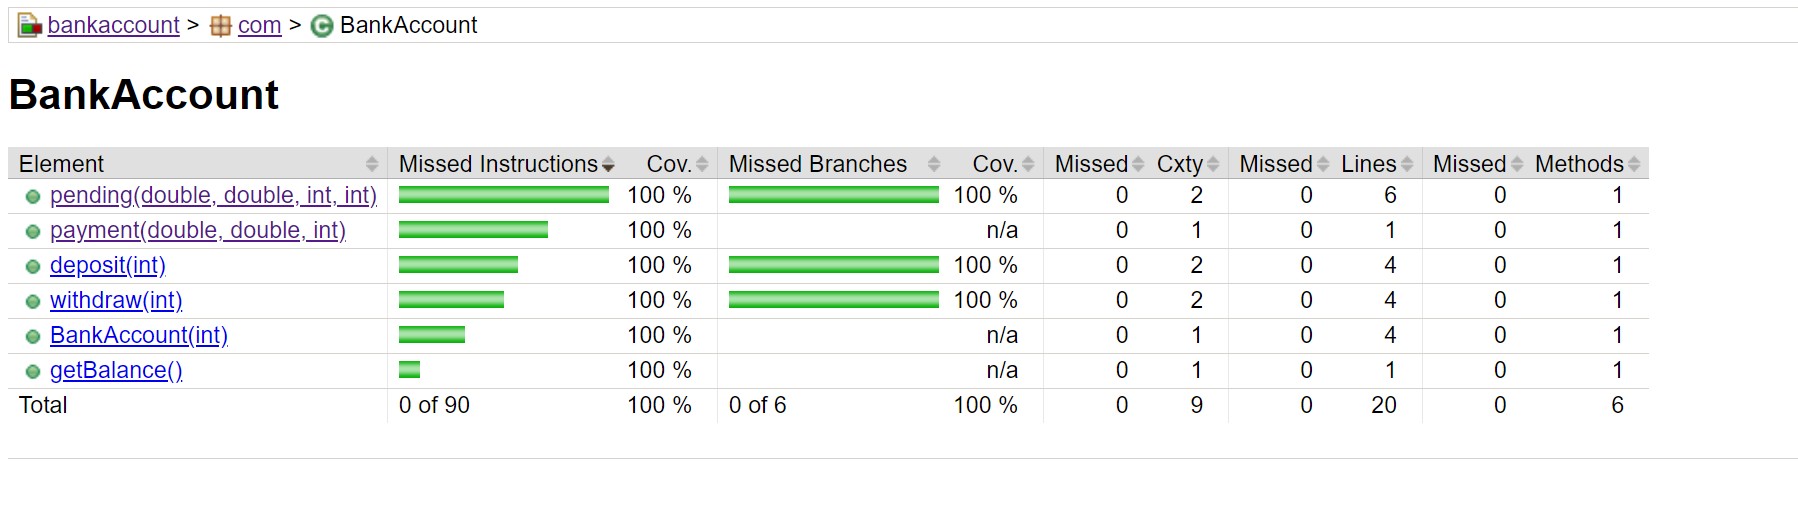 bankaccount > com > BankAccount
BankAccount
Element Missed Instructions Cov. Missed Branches Cov. Missed Cxty Missed Lines Missed Methods
pending(double, double, int, int) 100 % 100 % 0 2 0 6 0 1
payment(double, double, int) 100 % n/a 0 1 0 1 0 1
deposit(int) 100 % 100 % 0 2 0 4 0 1
withdraw(int) 100 % 100 % 0 2 0 4 0 1
BankAccount(int) 100 % n/a 0 1 0 4 0 1
getBalance() 100 % n/a 0 1 0 1 0 1
Total 0 of 90 100 % 0 of 6 100 % 0 9 0 20 0 6